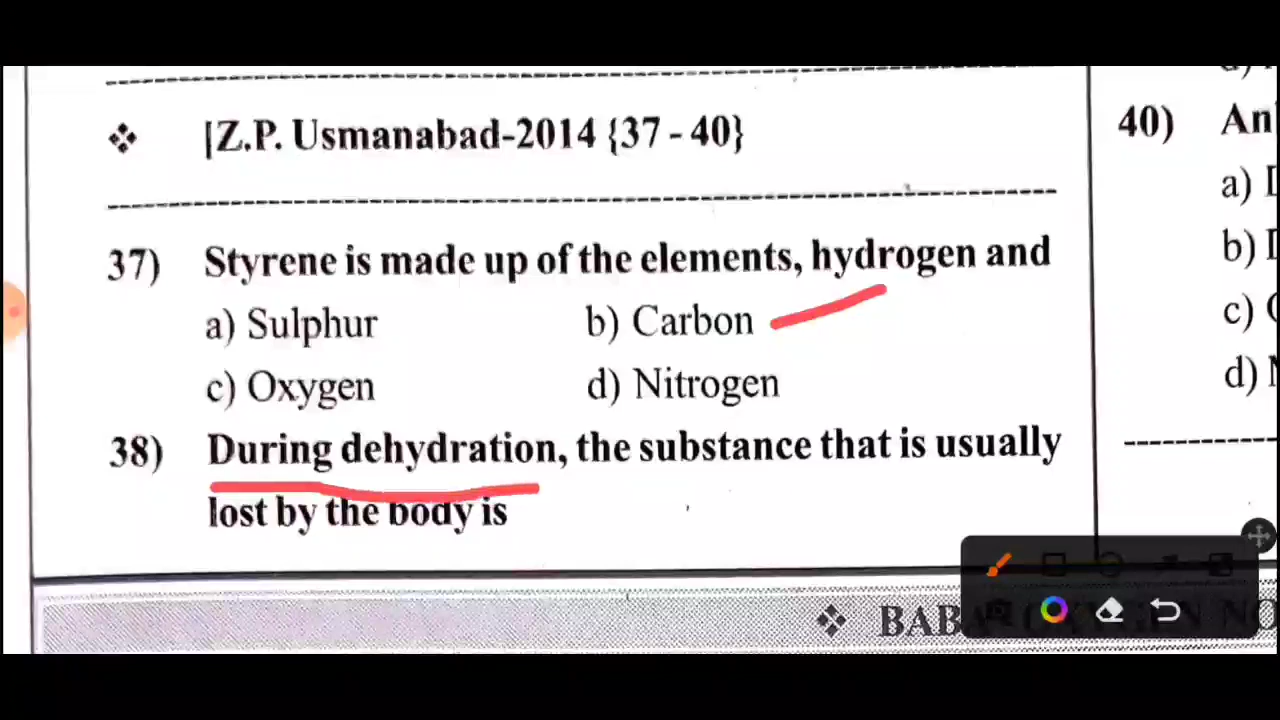 ❖ [Z.P. Usmanabad-2014 {37 - 40}
37) Styrene is made up of the elements, hydrogen and
a) Sulphur b) Carbon
c) Oxygen d) Nitrogen
38) During dehydration, the substance that is usually
lost by the body is
40) An
a)
b)
c)
d)